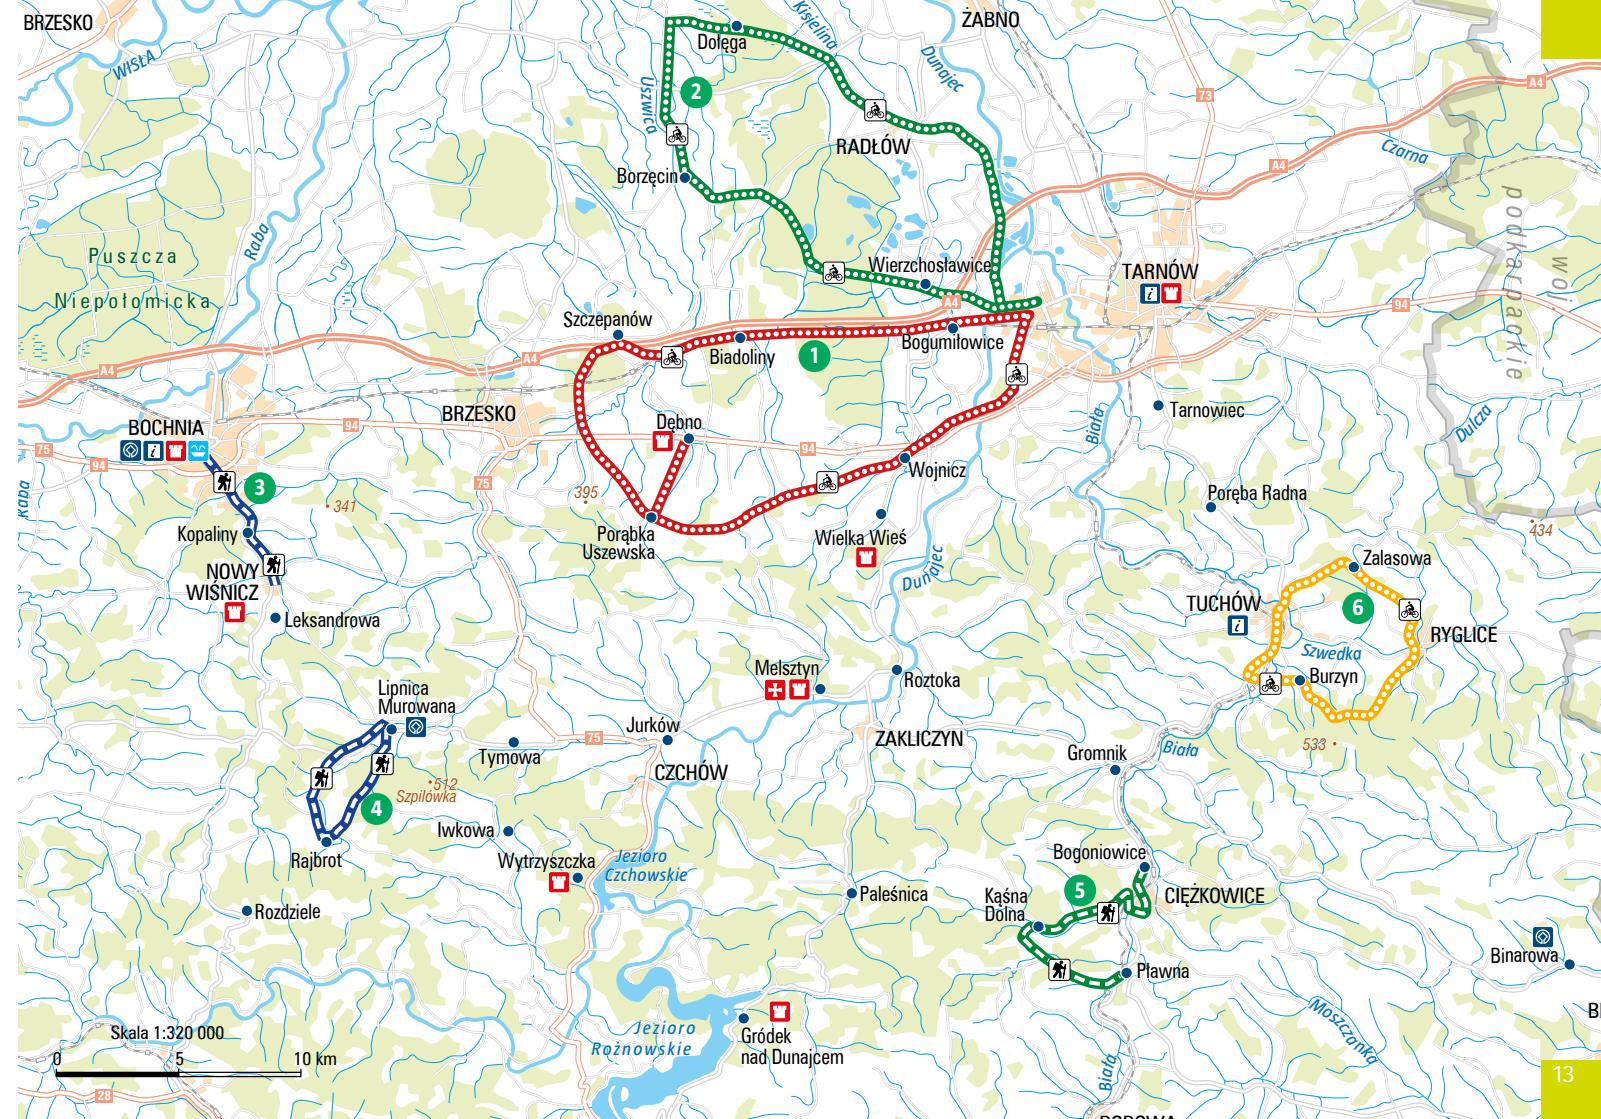 BRZESKO
WISŁA
Kisielina
ŻABNO
Dołęga
Dunajec
A4
73
Uszwica
2
RADŁÓW
Czarna
A4
Borzęcin
podkarpackie
woj.
Raba
Puszcza
Niepołomicka
Wierzchosławice
TARNÓW
i
A4
94
Szczepanów
Bogumiłowice
Biadoliny
1
A4
A4
BRZESKO
Dębno
Tarnowiec
Biała
Dulcza
BOCHNIA
i
94
75
94
94
Wojnicz
75
3
Raba
341
395
Poręba Radna
Kopaliny
Porąbka
Uszewska
Wielka Wieś
434
Dunajec
Zalasowa
NOWY
WIŚNICZ
TUCHÓW
i
6
Leksandrowa
RYGLICE
Szwedka
Melsztyn
Roztoka
Burzyn
Lipnica
Murowana
Jurków
75
ZAKLICZYN
Tymowa
Gromnik
Biała
533
CZCHÓW
512
Szpilówka
4
Iwkowa
Rajbrot
Wytrzyszczka
Jezioro
Czchowskie
Bogoniowice
5
Kąśna
Dolna
CIĘŻKOWICE
Paleśnica
Rozdziele
Binarowa
Pławna
Moszczanka
Jezioro
Rożnowskie
Gródek
nad Dunajcem
Biała
Skala 1:320 000
0 5 10 km
28
13